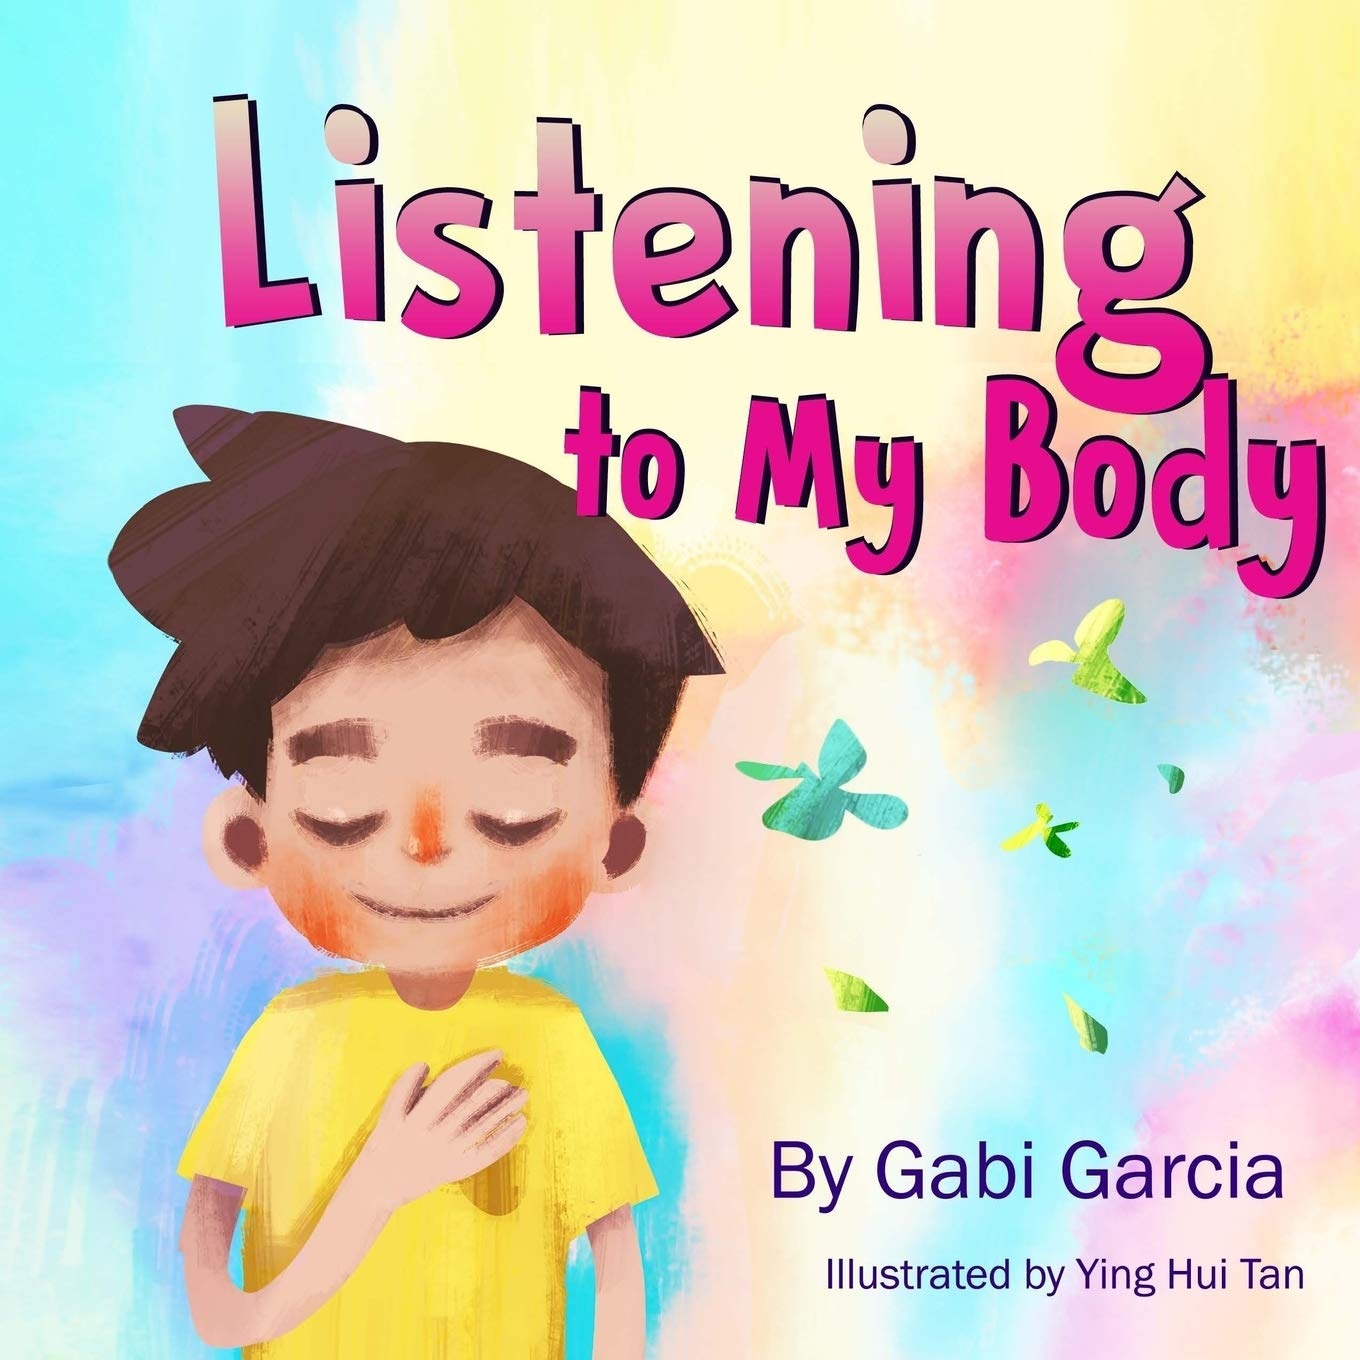 Listening
to My Body
By Gabi Garcia
Illustrated by Ying Hui Tan